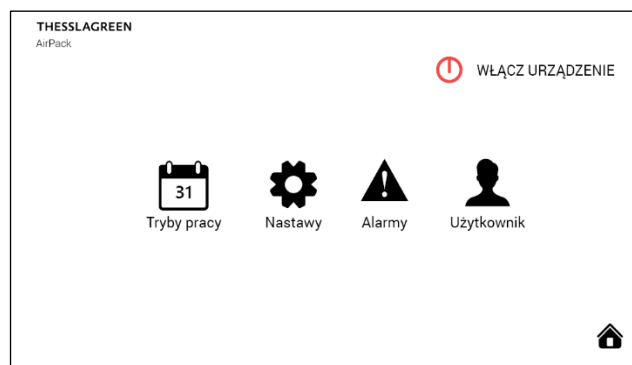 THESSLAGREEN
AirPack
WŁĄCZ URZĄDZENIE
31
Tryby pracy
Nastawy
Alarmy
Użytkownik